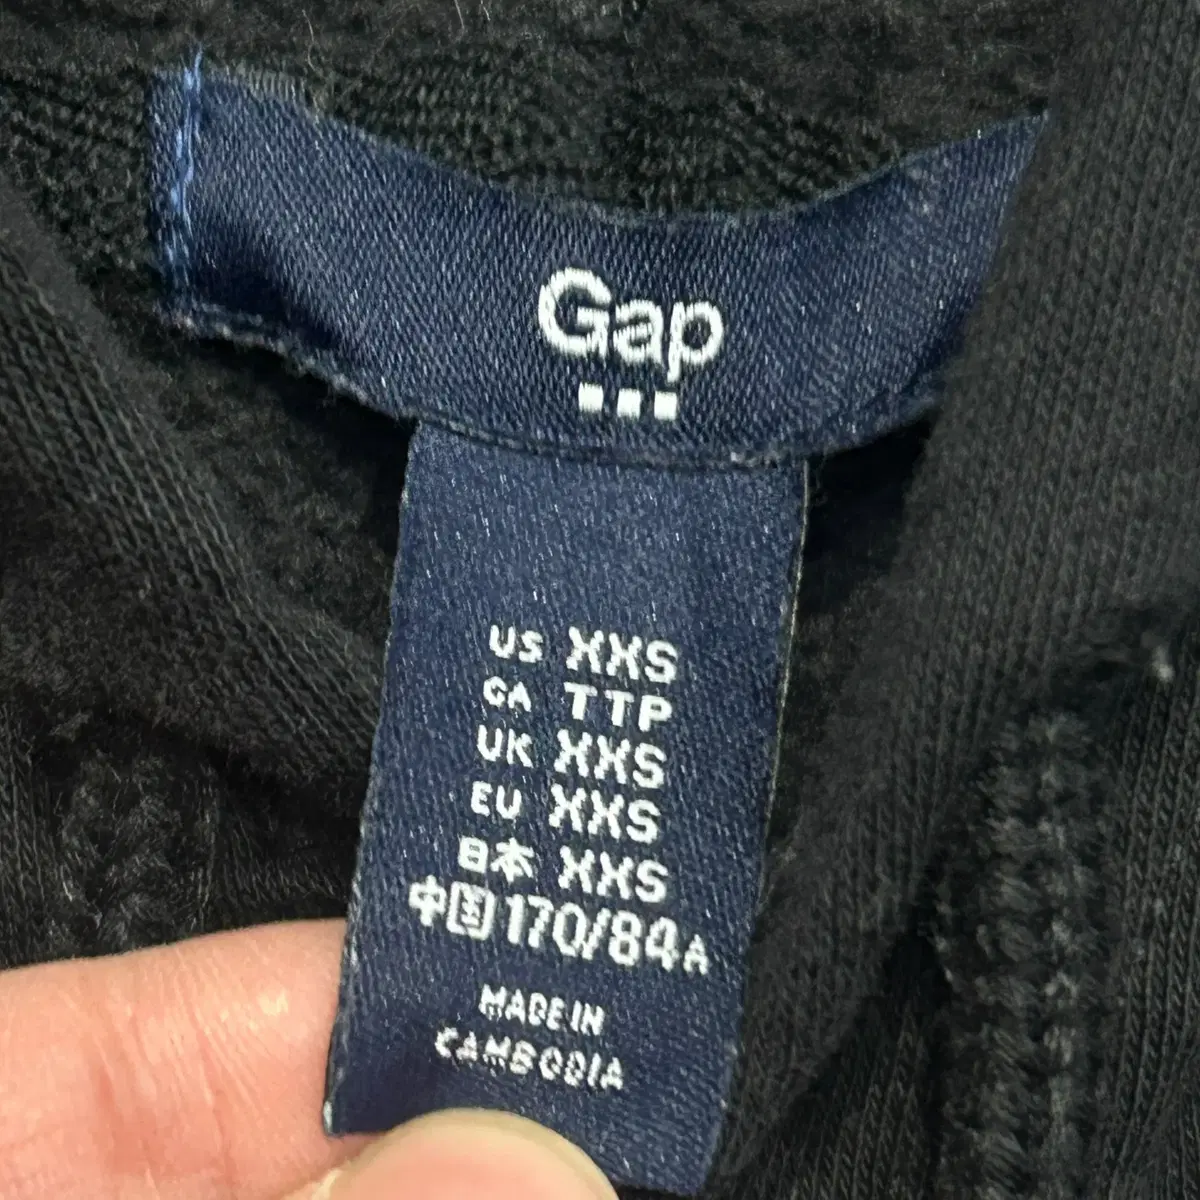 Gap
US XXS
CA TTP
UK XXS
EU XXS
日本 XXS
中国 170/84A
MADE IN
CAMBODIA